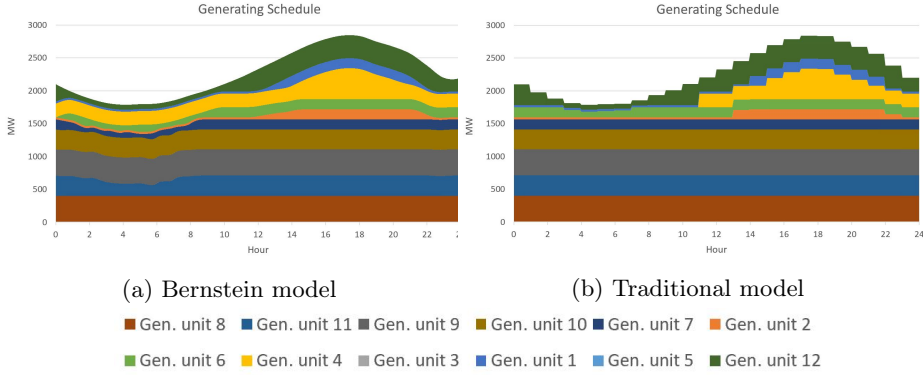 Generating Schedule
3000
2500
2000
1500
1000
500
0
MW
0 2 4 6 8 10 12 14 16 18 20 22 2
Hour
(a) Bernstein model
Generating Schedule
3000
2500
2000
1500
1000
500
0
MW
0 2 4 6 8 10 12 14 16 18 20 22 24
Hour
(b) Traditional model
Gen. unit 8 Gen. unit 11 Gen. unit 9 Gen. unit 10 Gen. unit 7 Gen. unit 2
Gen. unit 6 Gen. unit 4 Gen. unit 3 Gen. unit 1 Gen. unit 5 Gen. unit 12